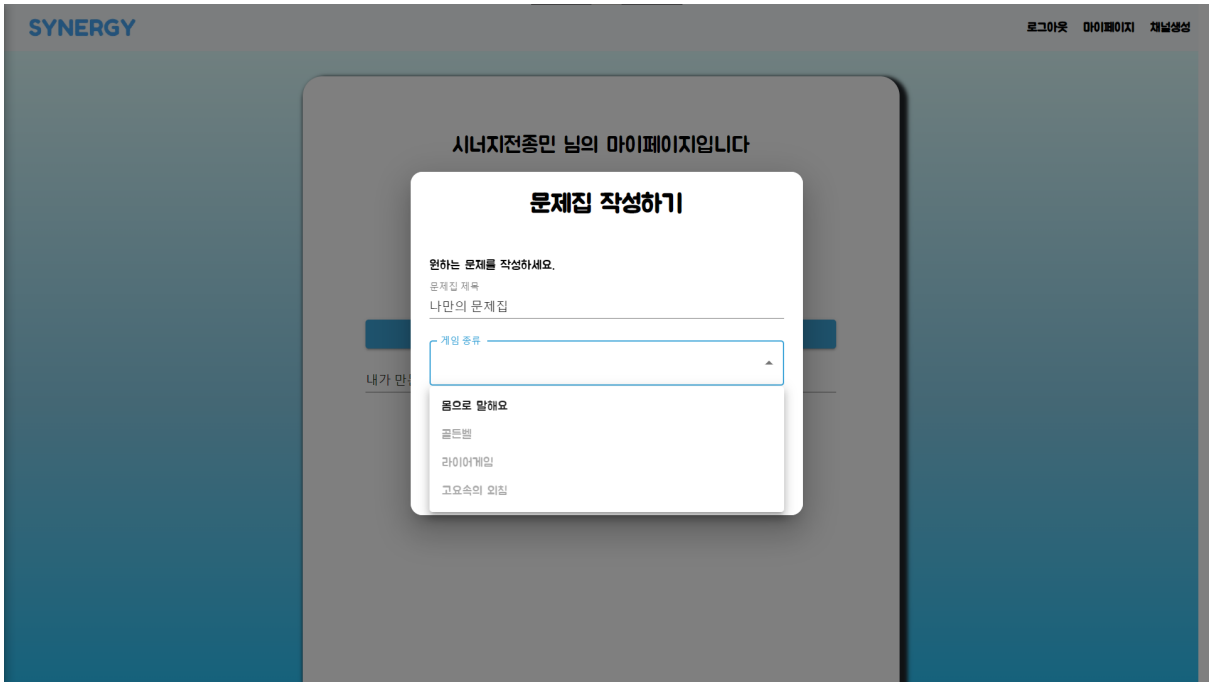 SYNERGY
로그아웃 마이페이지 채널생성
시너지전종민 님의 마이페이지입니다
문제집 작성하기
원하는 문제를 작성하세요.
문제집 제목
나만의 문제집
게임 종류
내가 만
몸으로 말해요
골든벨
라이어게임
고요속의 외침